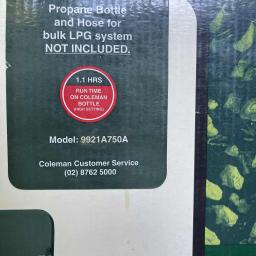 Propane Bottle
and Hose for
bulk LPG system
NOT INCLUDED.
1.1 HRS
RUN TIME
ON COLEMAN
BOTTLE
(HIGH SETTING)
Model: 9921A750A
Coleman Customer Service
(02) 8762 5000